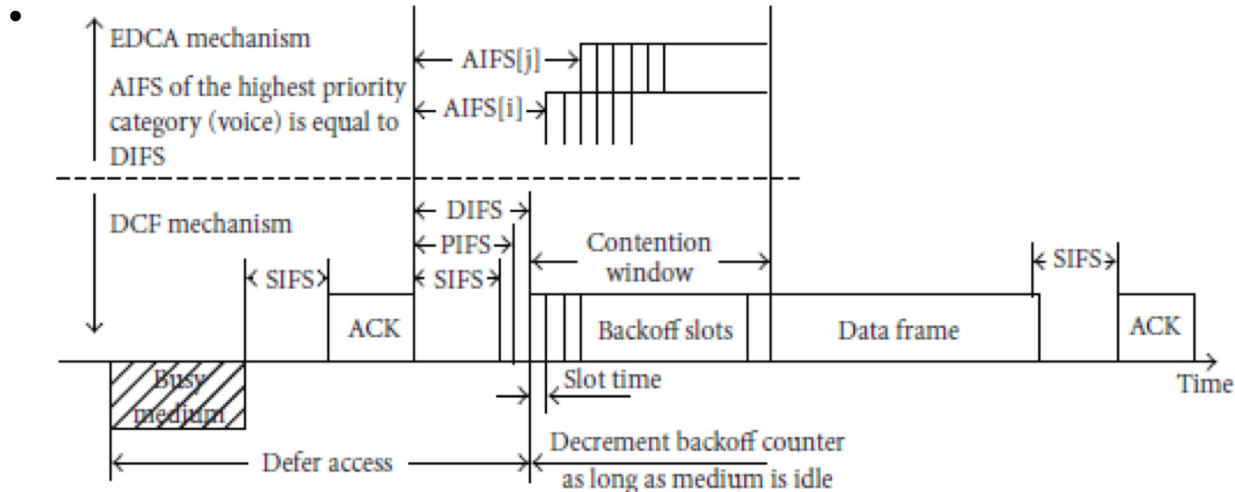 EDCA mechanism
AIFS of the highest priority
category (voice) is equal to
DIFS
AIFS[j]
AIFS[i]
DCF mechanism
DIFS
PIFS
SIFS
SIFS
Contention
window
SIFS
ACK
Backoff slots
Data frame
ACK
Busy
medium
Slot time
Time
Defer access
Decrement backoff counter
as long as medium is idle